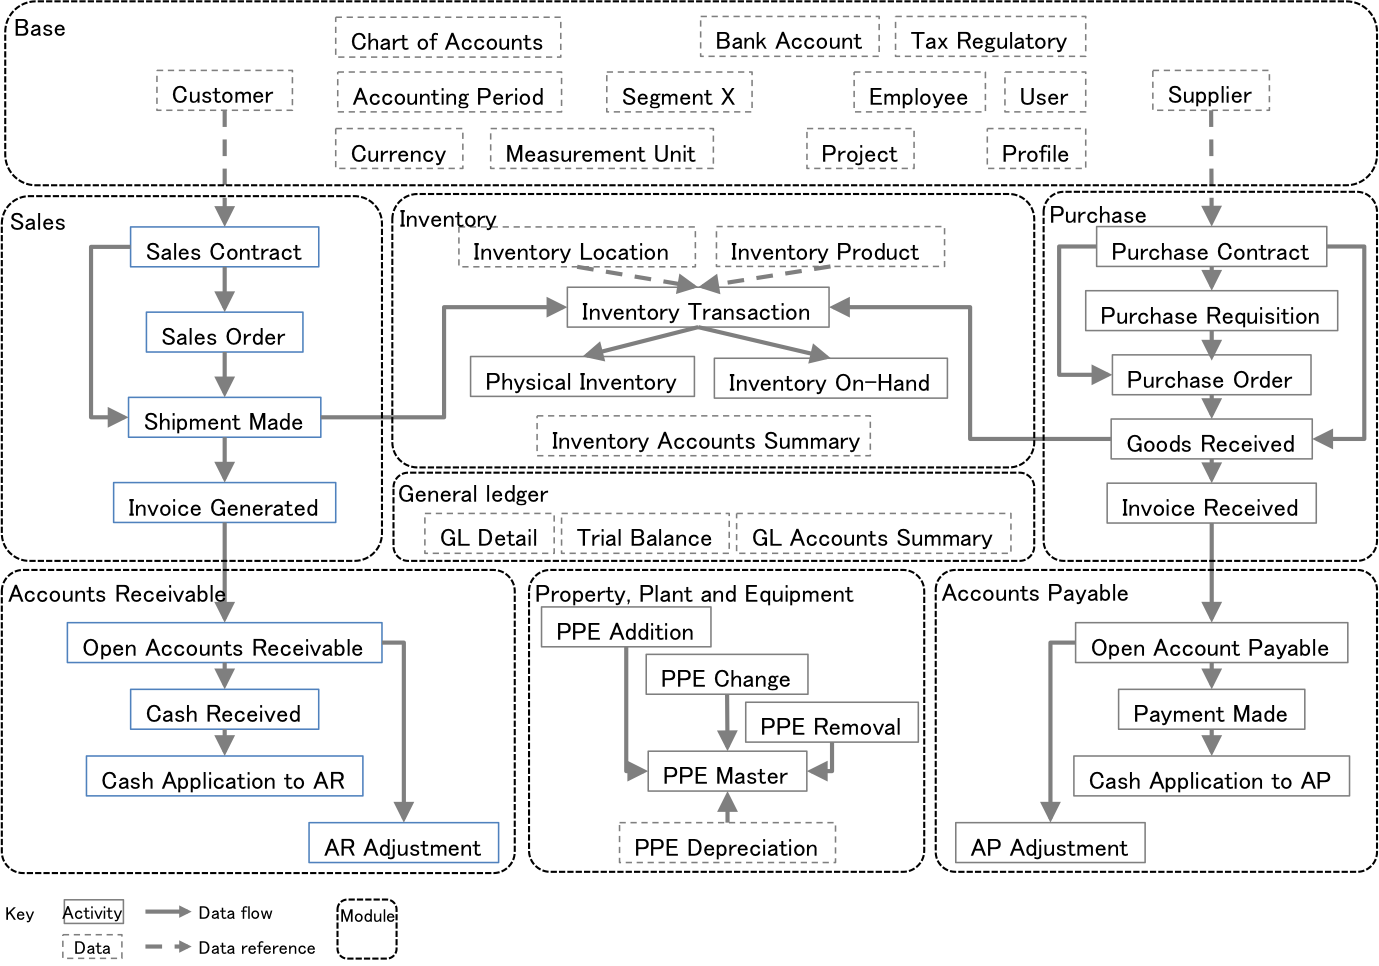 Base
Chart of Accounts
Bank Account
Tax Regulatory
Customer
Accounting Period
Segment X
Employee
User
Supplier
Currency
Measurement Unit
Project
Profile
Sales
Sales Contract
Sales Order
Shipment Made
Invoice Generated
Inventory
Inventory Location
Inventory Product
Inventory Transaction
Physical Inventory
Inventory On-Hand
Inventory Accounts Summary
General ledger
GL Detail
Trial Balance
GL Accounts Summary
Purchase
Purchase Contract
Purchase Requisition
Purchase Order
Goods Received
Invoice Received
Accounts Receivable
Open Accounts Receivable
Cash Received
Cash Application to AR
AR Adjustment
Property, Plant and Equipment
PPE Addition
PPE Change
PPE Removal
PPE Master
PPE Depreciation
Accounts Payable
Open Account Payable
Payment Made
Cash Application to AP
AP Adjustment
Key
Activity
Data flow
Module
Data
Data reference